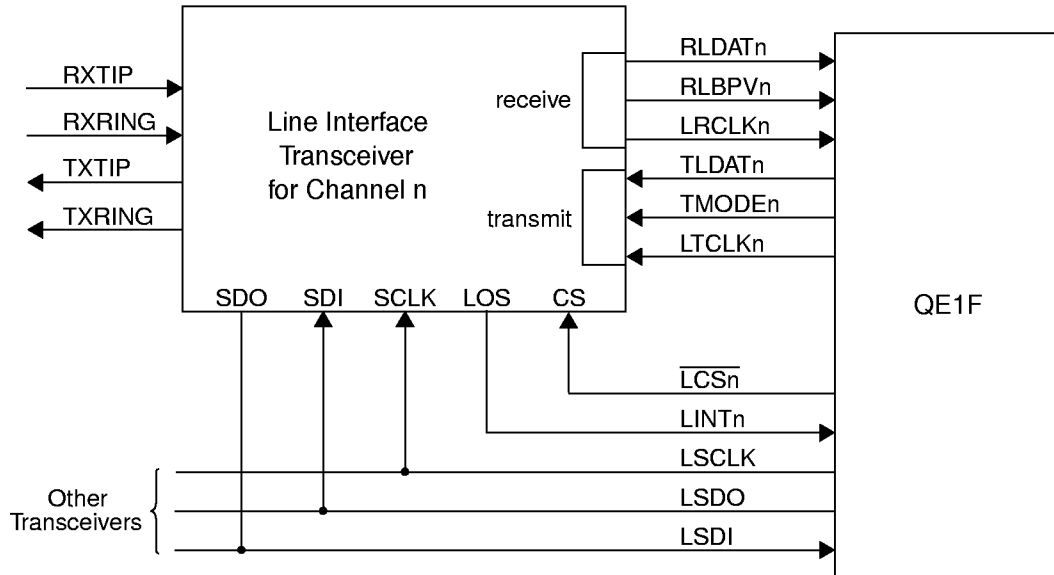 RXTIP
RXRING
TXTIP
TXRING
Line Interface
Transceiver
for Channel n
receive
transmit
SDO SDI SCLK LOS CS
RLDATn
RLBPVn
LRCLKn
TLDATn
TMODEn
LTCLKn
QE1F
LCSn
LINTn
LSCLK
LSDO
LSDI
Other
Transceivers